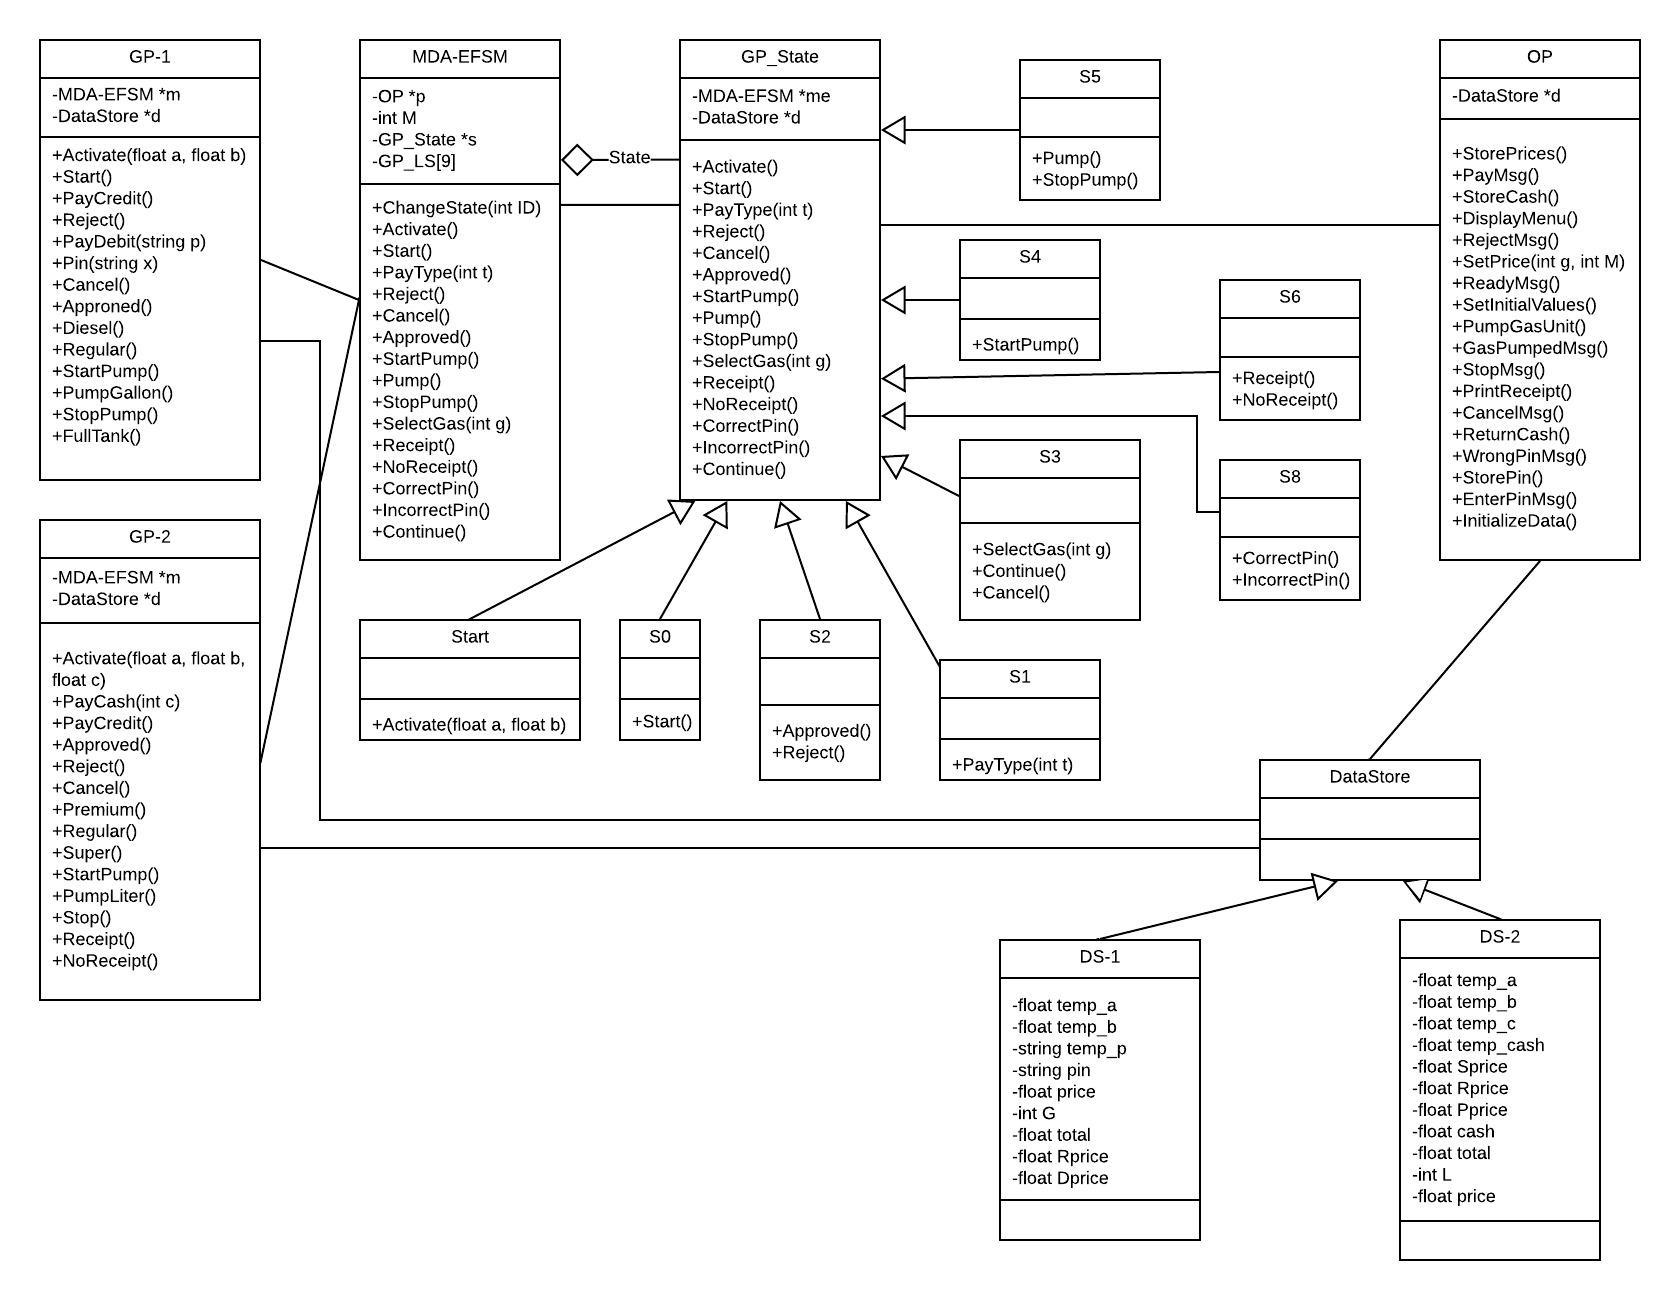 GP-1
-MDA-EFSM *m
-DataStore *d
+Activate(float a, float b)
+Start()
+PayCredit()
+Reject()
+PayDebit(string p)
+Pin(string x)
+Cancel()
+Approned()
+Diesel()
+Regular()
+StartPump()
+PumpGallon()
+StopPump()
+FullTank()
MDA-EFSM
-OP *p
-int M
-GP_State *s
-GP_LS[9]
+ChangeState(int ID)
+Activate()
+Start()
+PayType(int t)
+Reject()
+Cancel()
+Approved()
+StartPump()
+Pump()
+StopPump()
+SelectGas(int g)
+Receipt()
+NoReceipt()
+CorrectPin()
+IncorrectPin()
+Continue()
State
GP_State
-MDA-EFSM *me
-DataStore *d
+Activate()
+Start()
+PayType(int t)
+Reject()
+Cancel()
+Approved()
+StartPump()
+Pump()
+StopPump()
+SelectGas(int g)
+Receipt()
+NoReceipt()
+CorrectPin()
+IncorrectPin()
+Continue()
S5
+Pump()
+StopPump()
S4
+StartPump()
S6
+Receipt()
+NoReceipt()
S3
+SelectGas(int g)
+Continue()
+Cancel()
S8
+CorrectPin()
+IncorrectPin()
OP
-DataStore *d
+StorePrices()
+PayMsg()
+StoreCash()
+DisplayMenu()
+RejectMsg()
+SetPrice(int g, int M)
+ReadyMsg()
+SetInitialValues()
+PumpGasUnit()
+GasPumpedMsg()
+StopMsg()
+PrintReceipt()
+CancelMsg()
+ReturnCash()
+WrongPinMsg()
+StorePin()
+EnterPinMsg()
+InitializeData()
GP-2
-MDA-EFSM *m
-DataStore *d
+Activate(float a, float b,
float c)
+PayCash(int c)
+PayCredit()
+Approved()
+Reject()
+Cancel()
+Premium()
+Regular()
+Super()
+StartPump()
+PumpLiter()
+Stop()
+Receipt()
+NoReceipt()
Start
+Activate(float a, float b)
S0
+Start()
S2
+Approved()
+Reject()
S1
+PayType(int t)
DataStore
DS-1
-float temp_a
-float temp_b
-string temp_p
-string pin
-float price
-int G
-float total
-float Rprice
-float Dprice
DS-2
-float temp_a
-float temp_b
-float temp_c
-float temp_cash
-float Sprice
-float Rprice
-float Pprice
-float cash
-float total
-int L
-float price